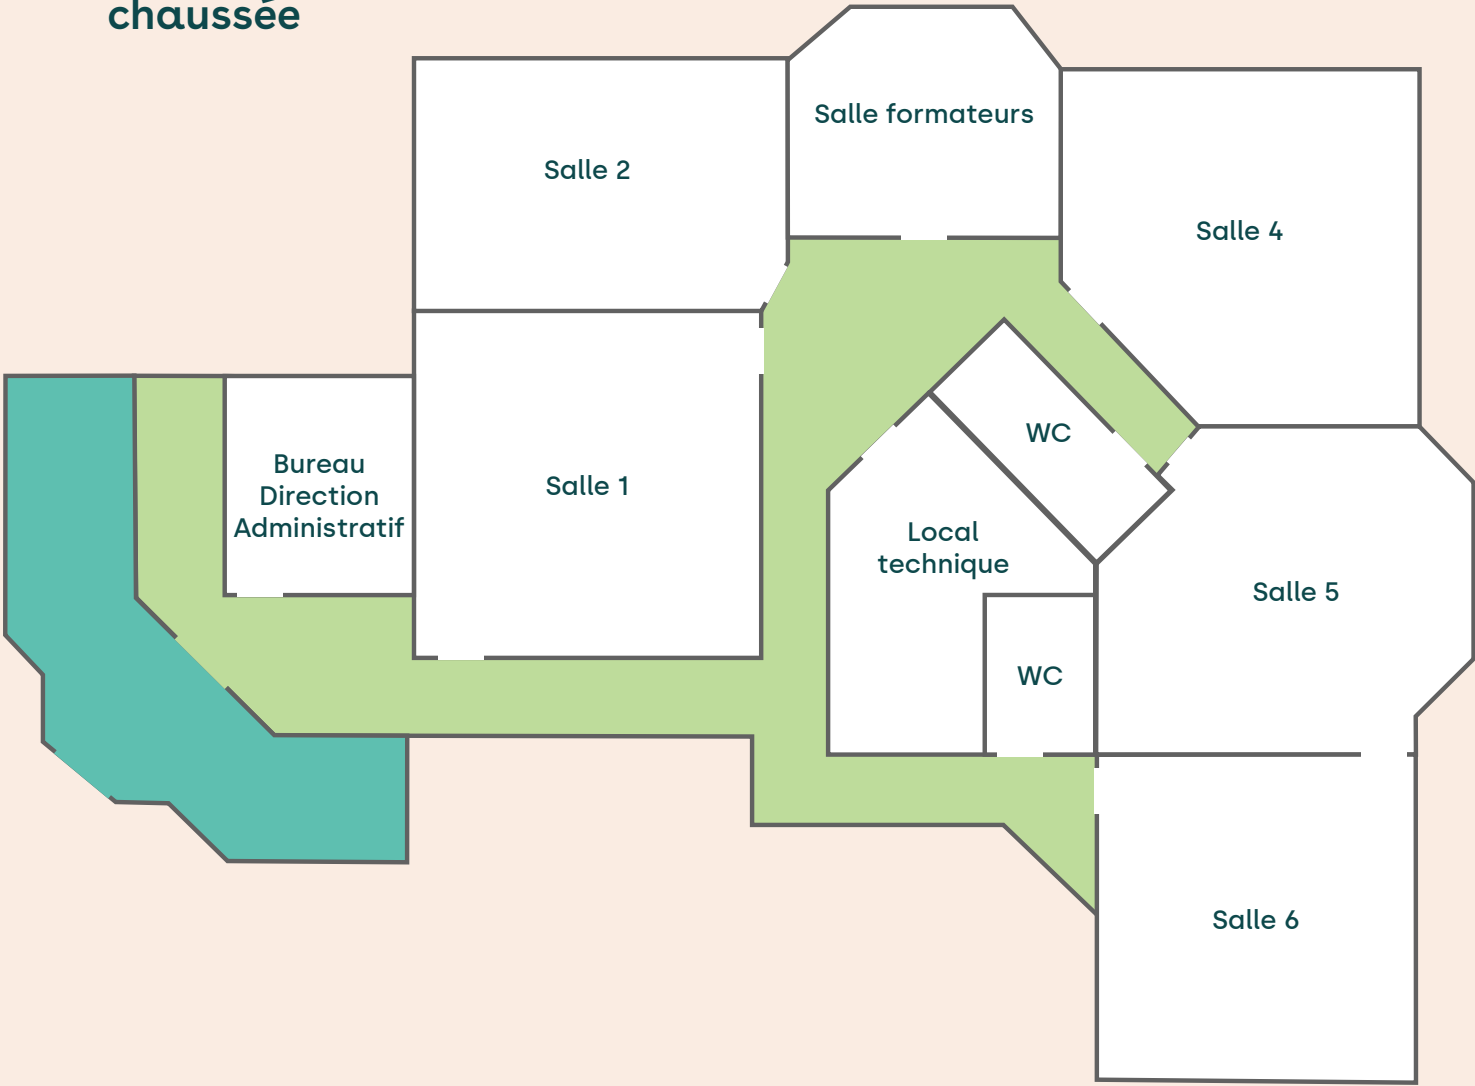 chaussée
Salle formateurs
Salle 2
Salle 4
WC
Bureau
Direction
Administratif
Salle 1
Local
technique
Salle 5
WC
Salle 6